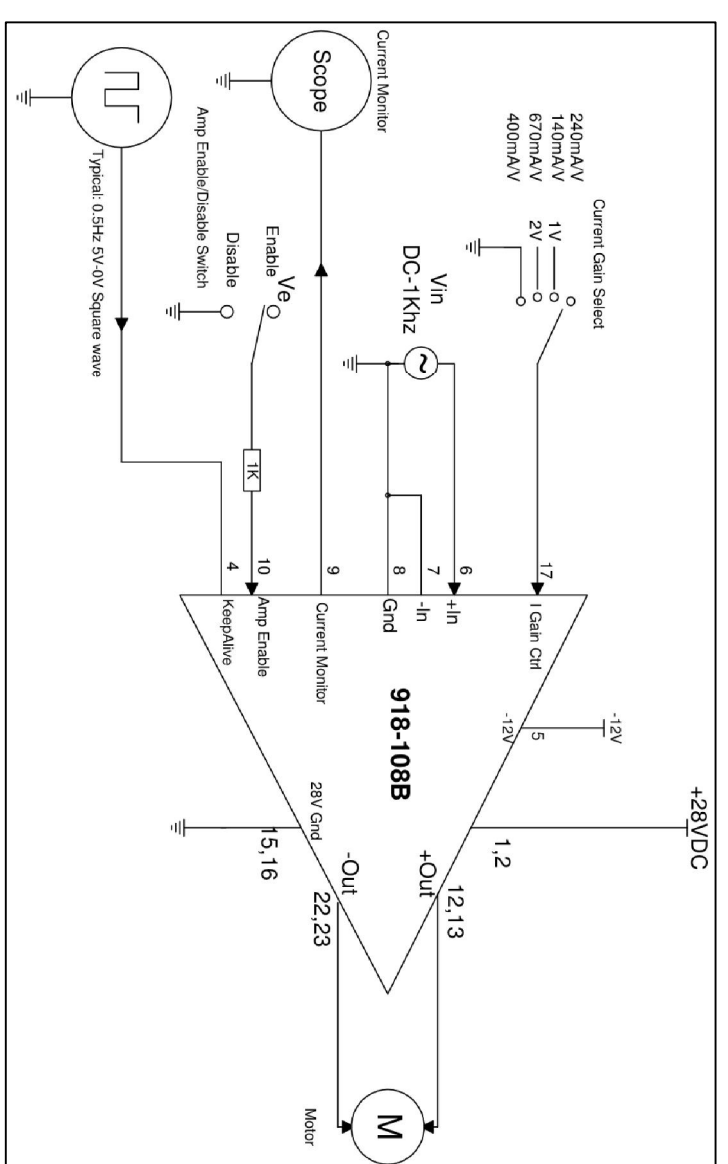 Current Gain Select
240mA/V
140mA/V
670mA/V
400mA/V
1V
2V
Vin
DC-1Khz
Current Monitor
Scope
Ve
Enable
Disable
Amp Enable/Disable Switch
1K
Typical: 0.5Hz 5V-0V Square wave
17
6
7
8
9
10
4
I Gain Ctrl
+In
-In
Gnd
Current Monitor
Amp Enable
KeepAlive
918-108B
-12V
5
-12V
+28VDC
1,2
28V Gnd
15,16
+Out
12,13
-Out
22,23
M
Motor